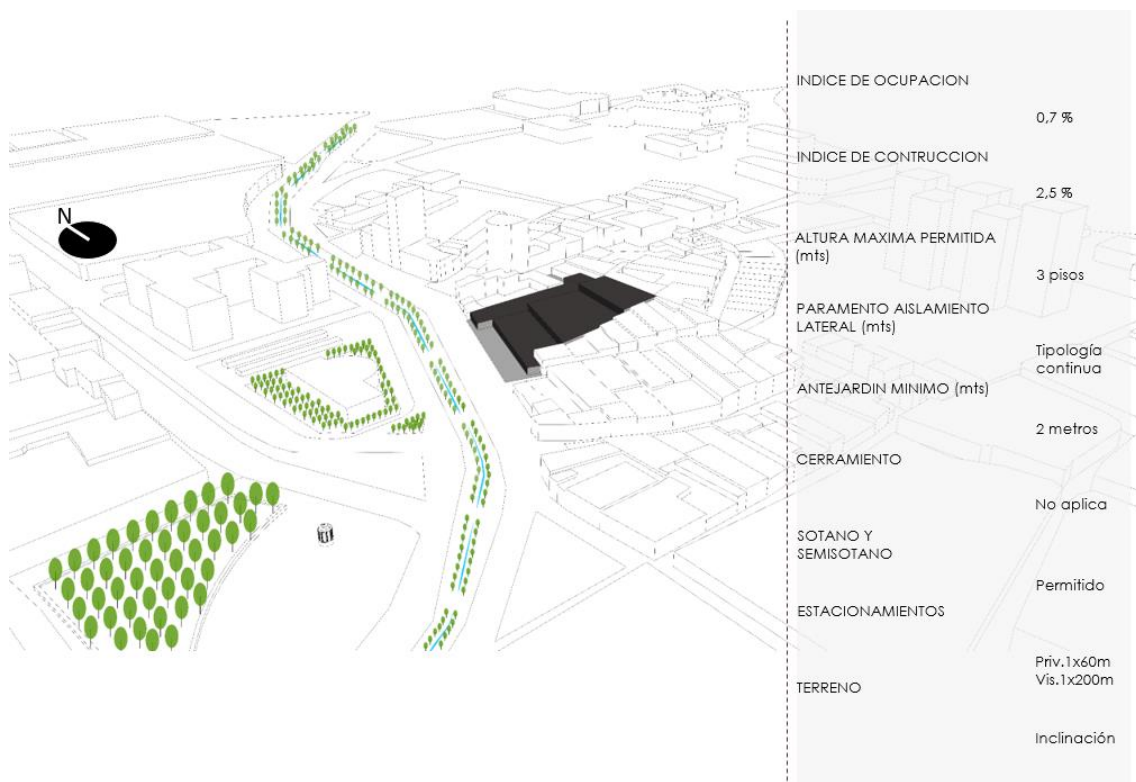 N
INDICE DE OCUPACION
0,7 %
INDICE DE CONTRUCCION
2,5 %
ALTURA MAXIMA PERMITIDA
(mts)
3 pisos
PARAMENTO AISLAMIENTO
LATERAL (mts)
Tipología
continua
ANTEJARDIN MINIMO (mts)
2 metros
CERRAMIENTO
No aplica
SOTANO Y
SEMISOTANO
Permitido
ESTACIONAMIENTOS
Priv.1x60m
Vis.1x200m
TERRENO
Inclinación